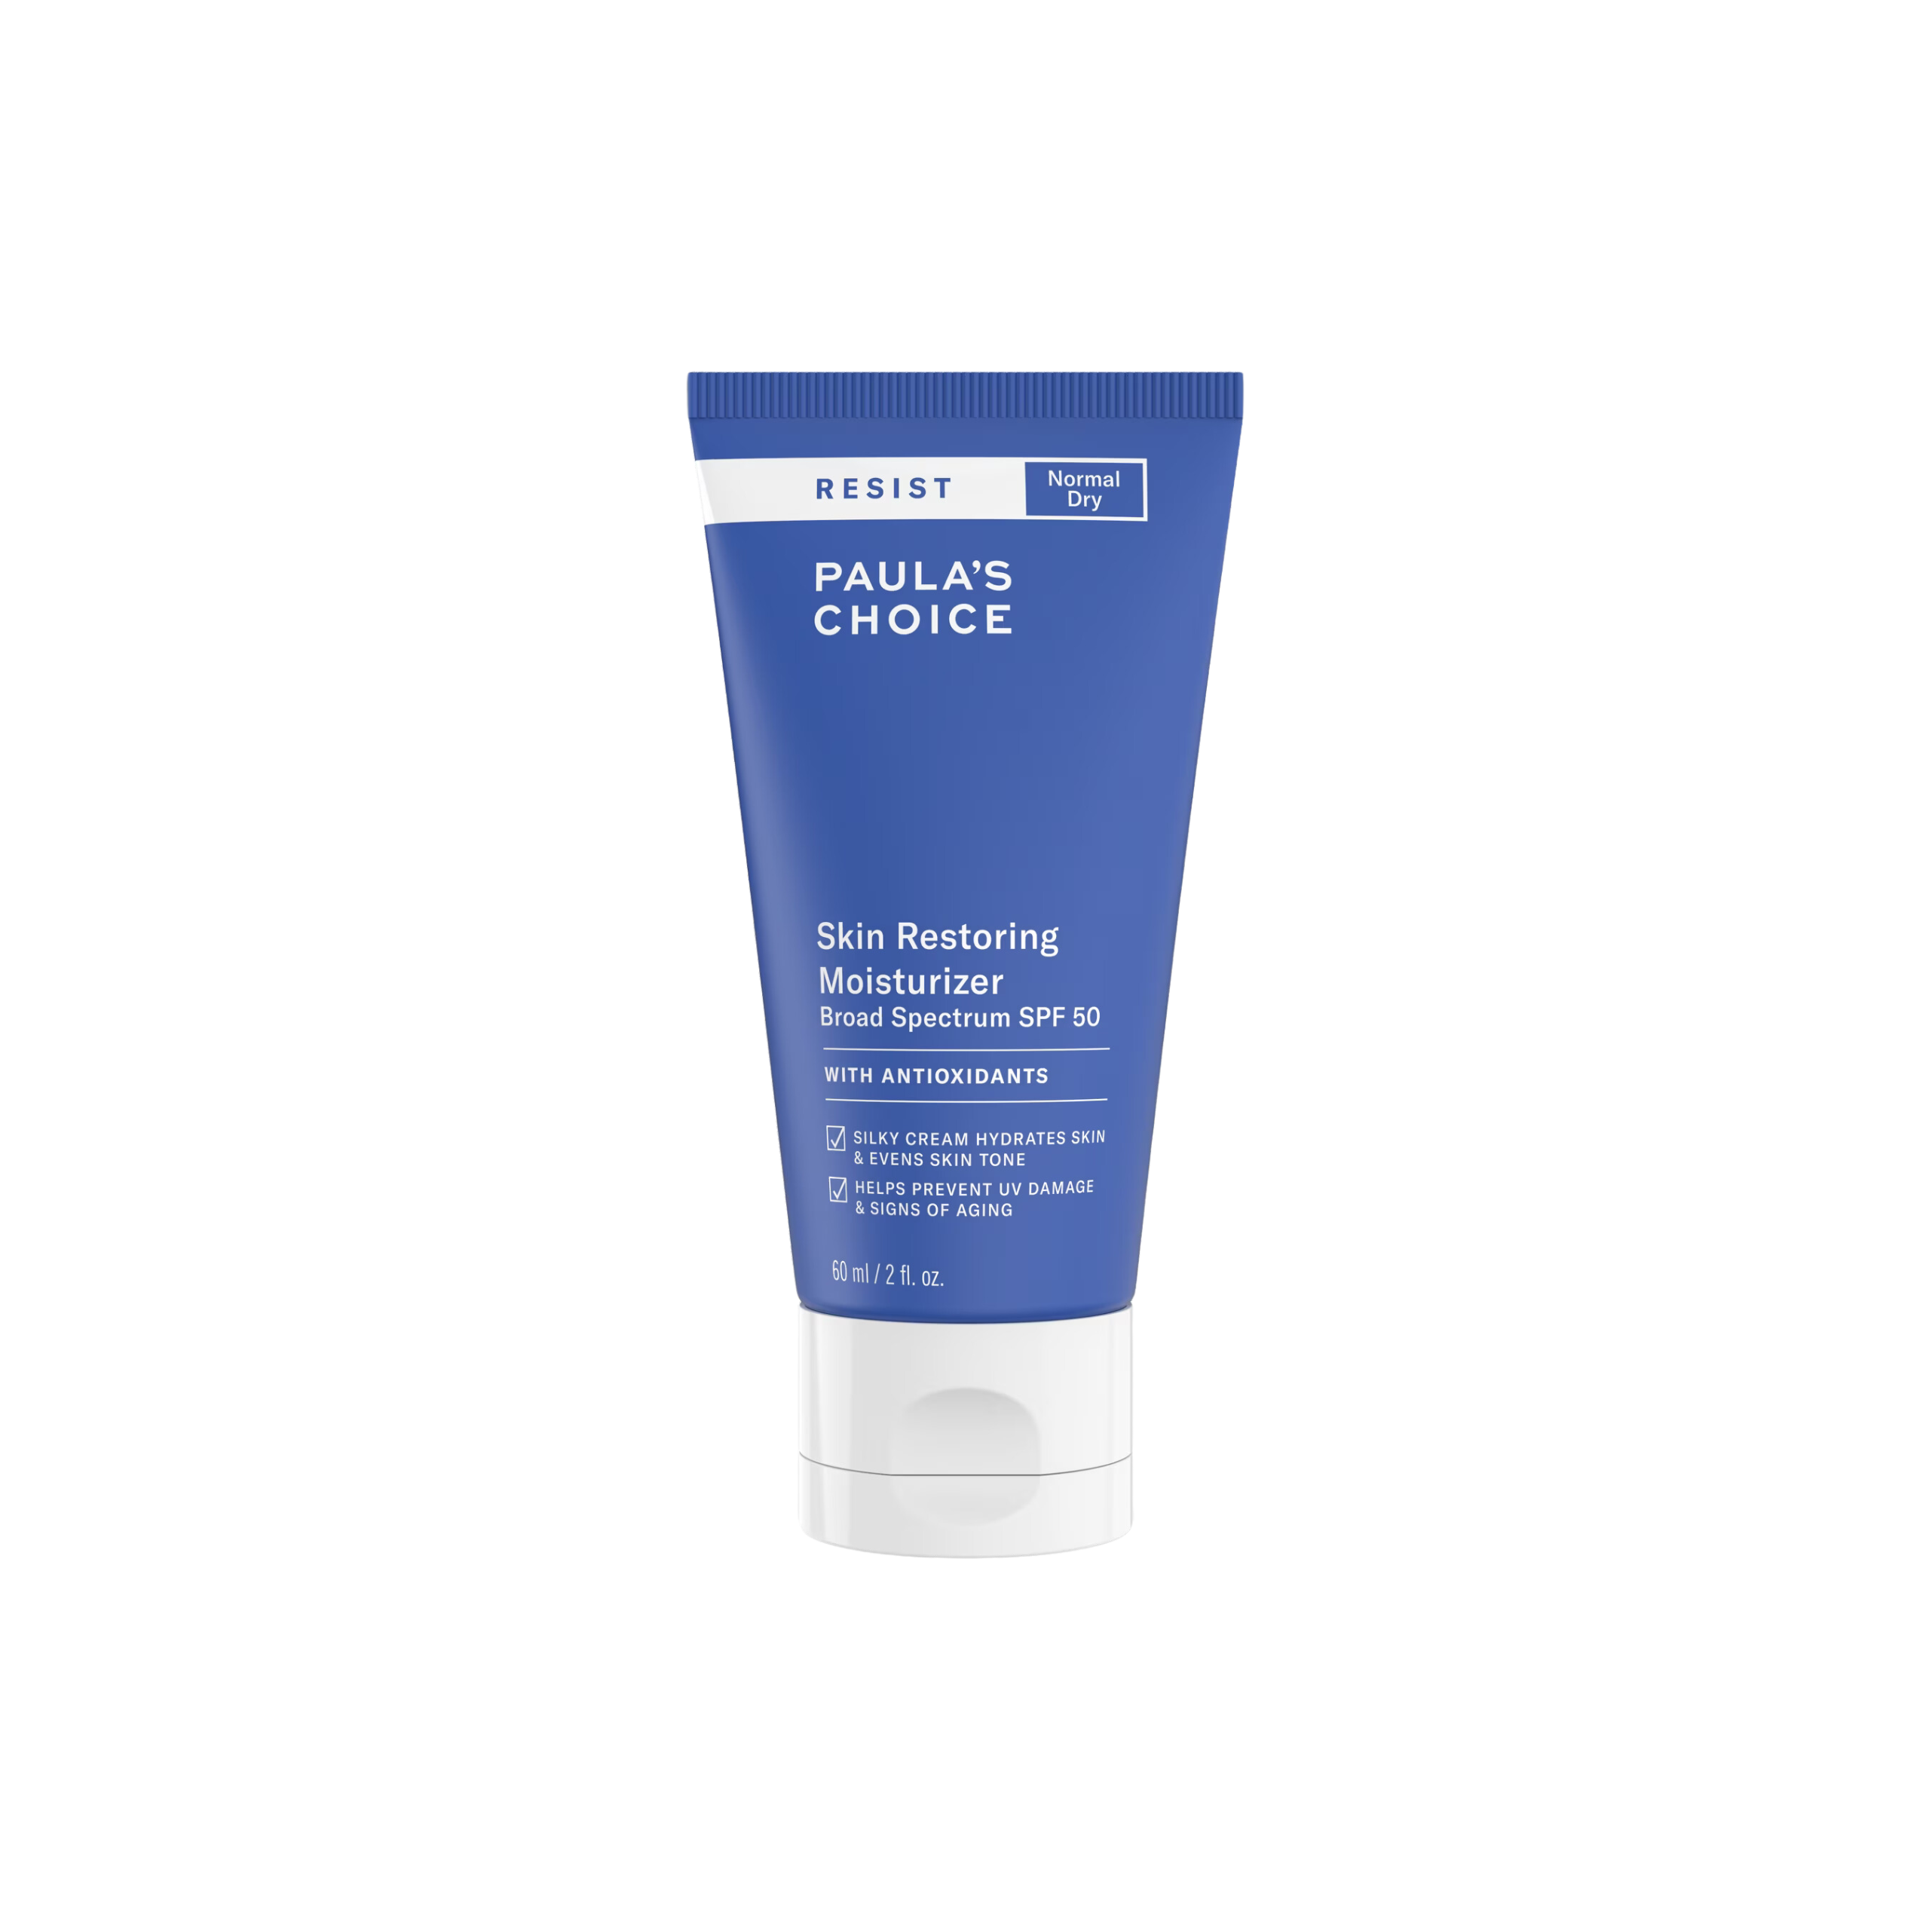 RESIST
Normal
Dry
PAULA'S
CHOICE
Skin Restoring
Moisturizer
Broad Spectrum SPF 50
WITH ANTIOXIDANTS
SILKY CREAM HYDRATES SKIN
& EVENS SKIN TONE
HELPS PREVENT UV DAMAGE
& SIGNS OF AGING
60 ml / 2 fl. oz.